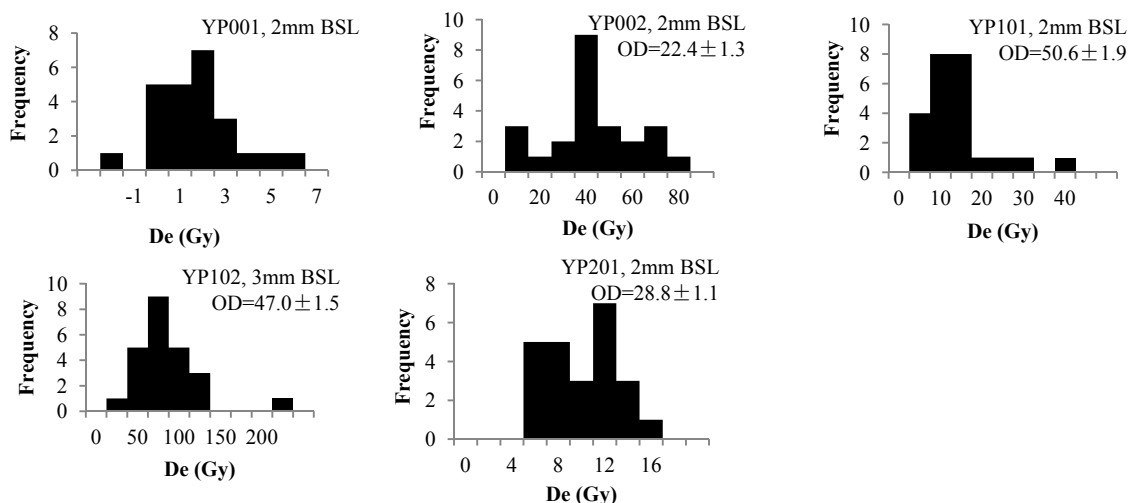 YP001, 2mm BSL
8
6
4
2
0
Frequency
-1 1 3 5 7
De (Gy)
YP002, 2mm BSL
OD=22.4±1.3
10
8
6
4
2
0
Frequency
0 20 40 60 80
De (Gy)
YP101, 2mm BSL
OD=50.6±1.9
10
8
6
4
2
0
Frequency
0 10 20 30 40
De (Gy)
YP102, 3mm BSL
OD=47.0±1.5
10
8
6
4
2
0
Frequency
0 50 100 150 200
De (Gy)
YP201, 2mm BSL
OD=28.8±1.1
8
6
4
2
0
Frequency
0 4 8 12 16
De (Gy)